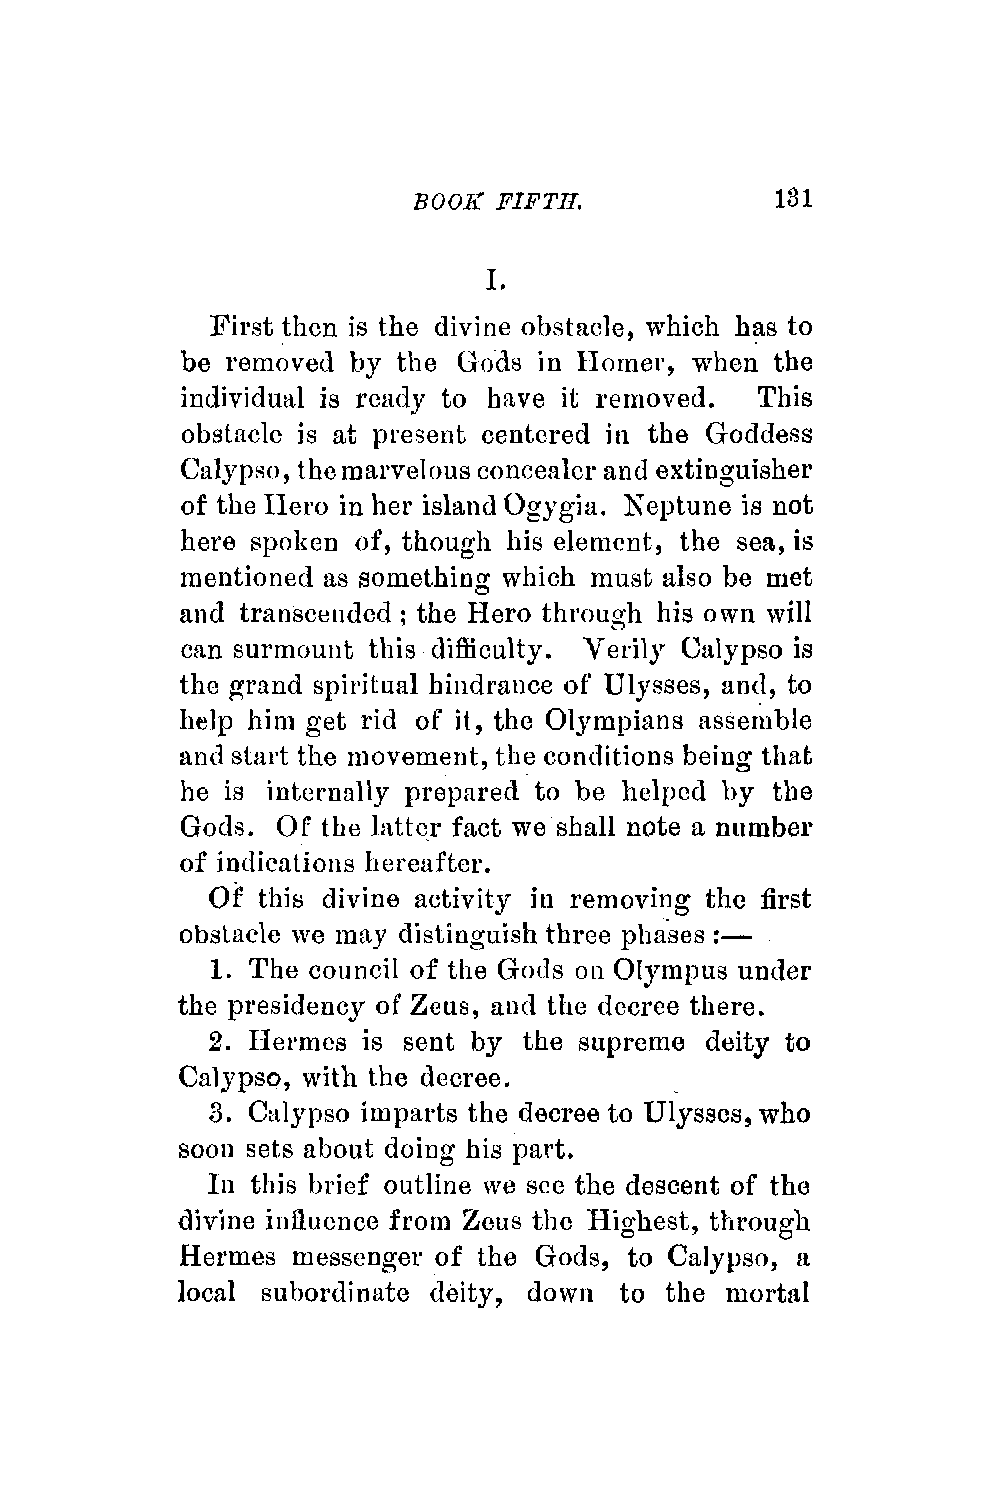 BOOK FIFTH. 131
I.
First then is the divine obstacle, which has to
be removed by the Gods in Homer, when the
individual is ready to have it removed. This
obstacle is at present centered in the Goddess
Calypso, the marvelous concealer and extinguisher
of the Hero in her island Ogygia. Neptune is not
here spoken of, though his element, the sea, is
mentioned as something which must also be met
and transcended; the Hero through his own will
can surmount this difficulty. Verily Calypso is
the grand spiritual hindrance of Ulysses, and, to
help him get rid of it, the Olympians assemble
and start the movement, the conditions being that
he is internally prepared to be helped by the
Gods. Of the latter fact we shall note a number
of indications hereafter.
Of this divine activity in removing the first
obstacle we may distinguish three phases :—
1. The council of the Gods on Olympus under
the presidency of Zeus, and the decree there.
2. Hermes is sent by the supreme deity to
Calypso, with the decree.
3. Calypso imparts the decree to Ulysses, who
soon sets about doing his part.
In this brief outline we see the descent of the
divine influence from Zeus the Highest, through
Hermes messenger of the Gods, to Calypso, a
local subordinate deity, down to the mortal